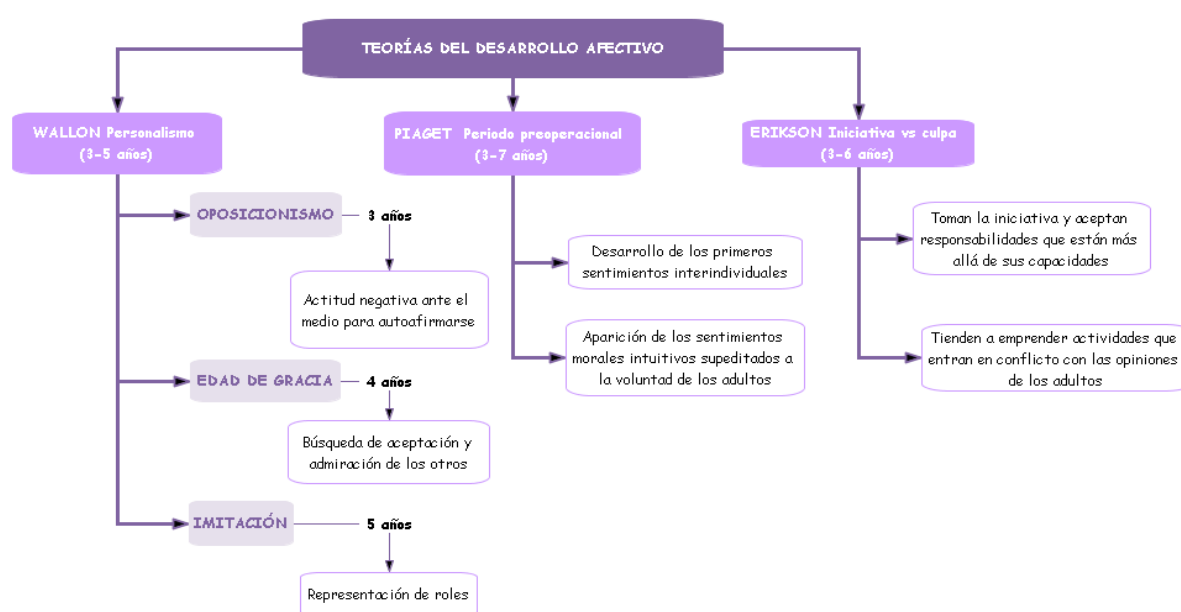 TEORÍAS DEL DESARROLLO AFECTIVO
WALLON Personalismo
(3-5 años)
OPOSICIONISMO
3 años
Actitud negativa ante el
medio para autoafirmarse
EDAD DE GRACIA
4 años
Búsqueda de aceptación y
admiración de los otros
IMITACIÓN
5 años
Representación de roles
PIAGET Periodo preoperacional
(3-7 años)
Desarrollo de los primeros
sentimientos interindividuales
Aparición de los sentimientos
morales intuitivos supeditados a
la voluntad de los adultos
ERIKSON Iniciativa vs culpa
(3-6 años)
Toman la iniciativa y aceptan
responsabilidades que están más
allá de sus capacidades
Tienden a emprender actividades que
entran en conflicto con las opiniones
de los adultos